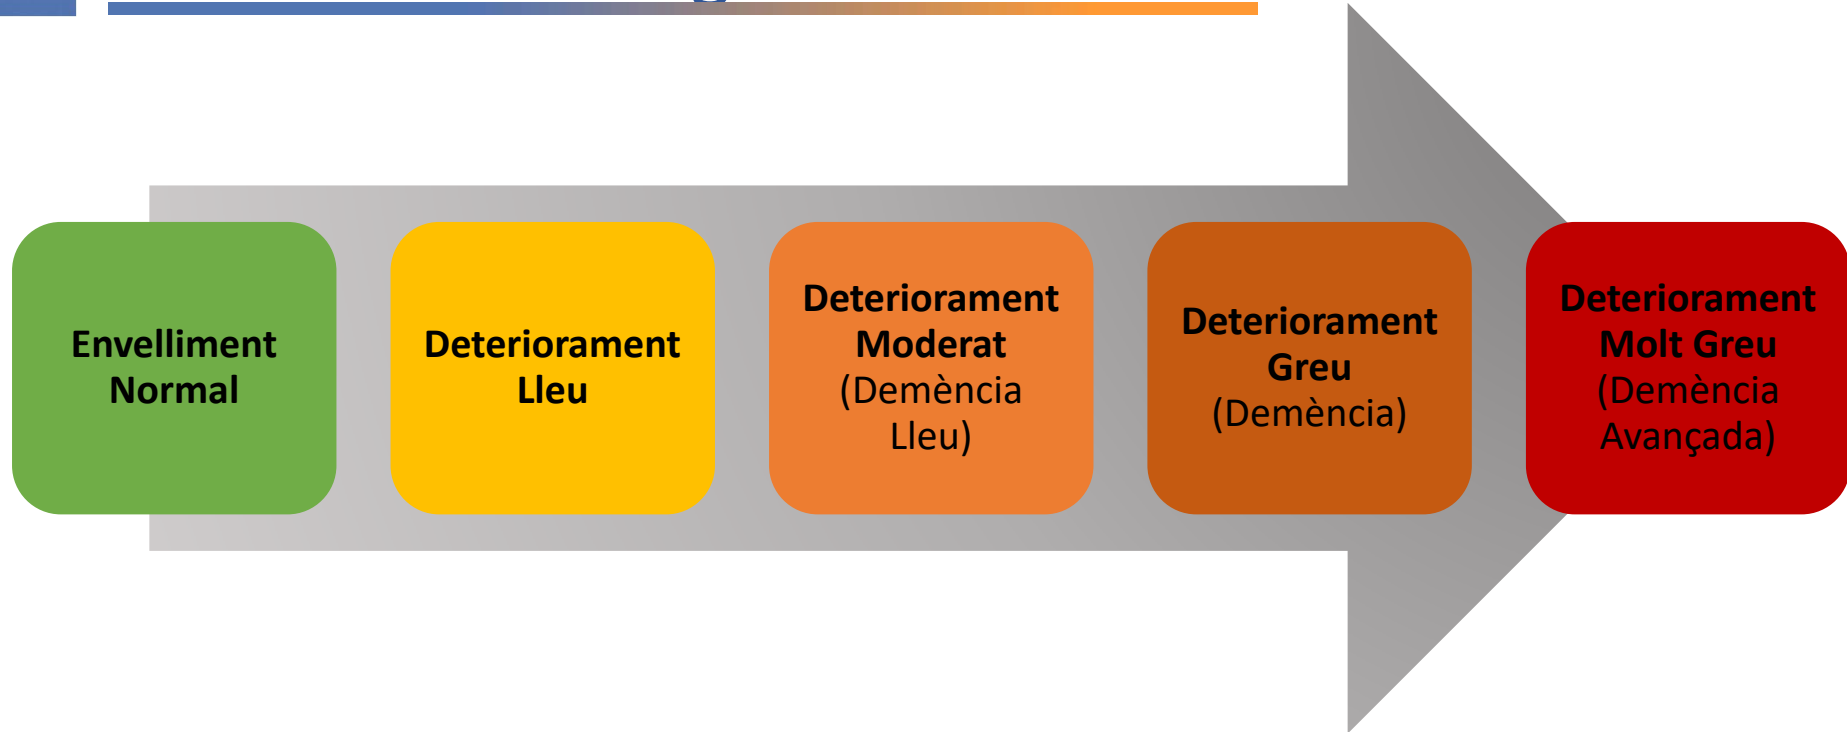 Envelliment
Normal
Deteriorament
Lleu
Deteriorament
Moderat
(Demència
Lleu)
Deteriorament
Greu
(Demència)
Deteriorament
Molt Greu
(Demència
Avançada)